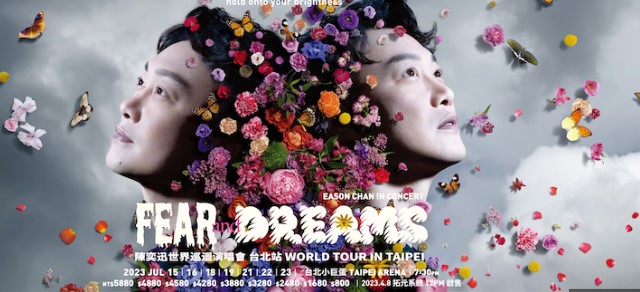 hold onto your brightness
EASON CHAN IN CONCERT
FEAR and DREAMS
陳奕迅世界巡迴演唱會 台北站 WORLD TOUR IN TAIPEI
2023 JUL 15 | 16 | 18 | 19 | 21 | 22 | 23 | 台北小巨蛋 TAIPEI ARENA | 7:30PM
NT$5880 $4880 $4580 $4280 $3880 $3280 $2480 $1680 $800 | 2023.4.8 拓元系統 12PM 啟售